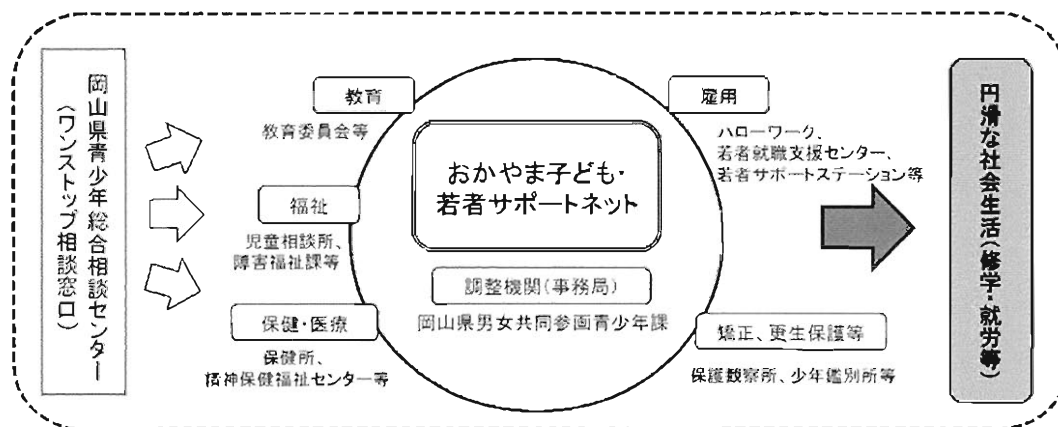 岡山県青少年総合相談センター
（ワンストップ相談窓口）
教育
教育委員会等
福祉
児童相談所、
障害福祉課等
保健・医療
保健所、
精神保健福祉センター等
おかやま子ども・
若者サポートネット
調整機関（事務局）
岡山県男女共同参画青少年課
雇用
ハローワーク、
若者就職支援センター、
若者サポートステーション等
矯正、更生保護等
保護観察所、少年鑑別所等
円滑な社会生活（修学・就労等）